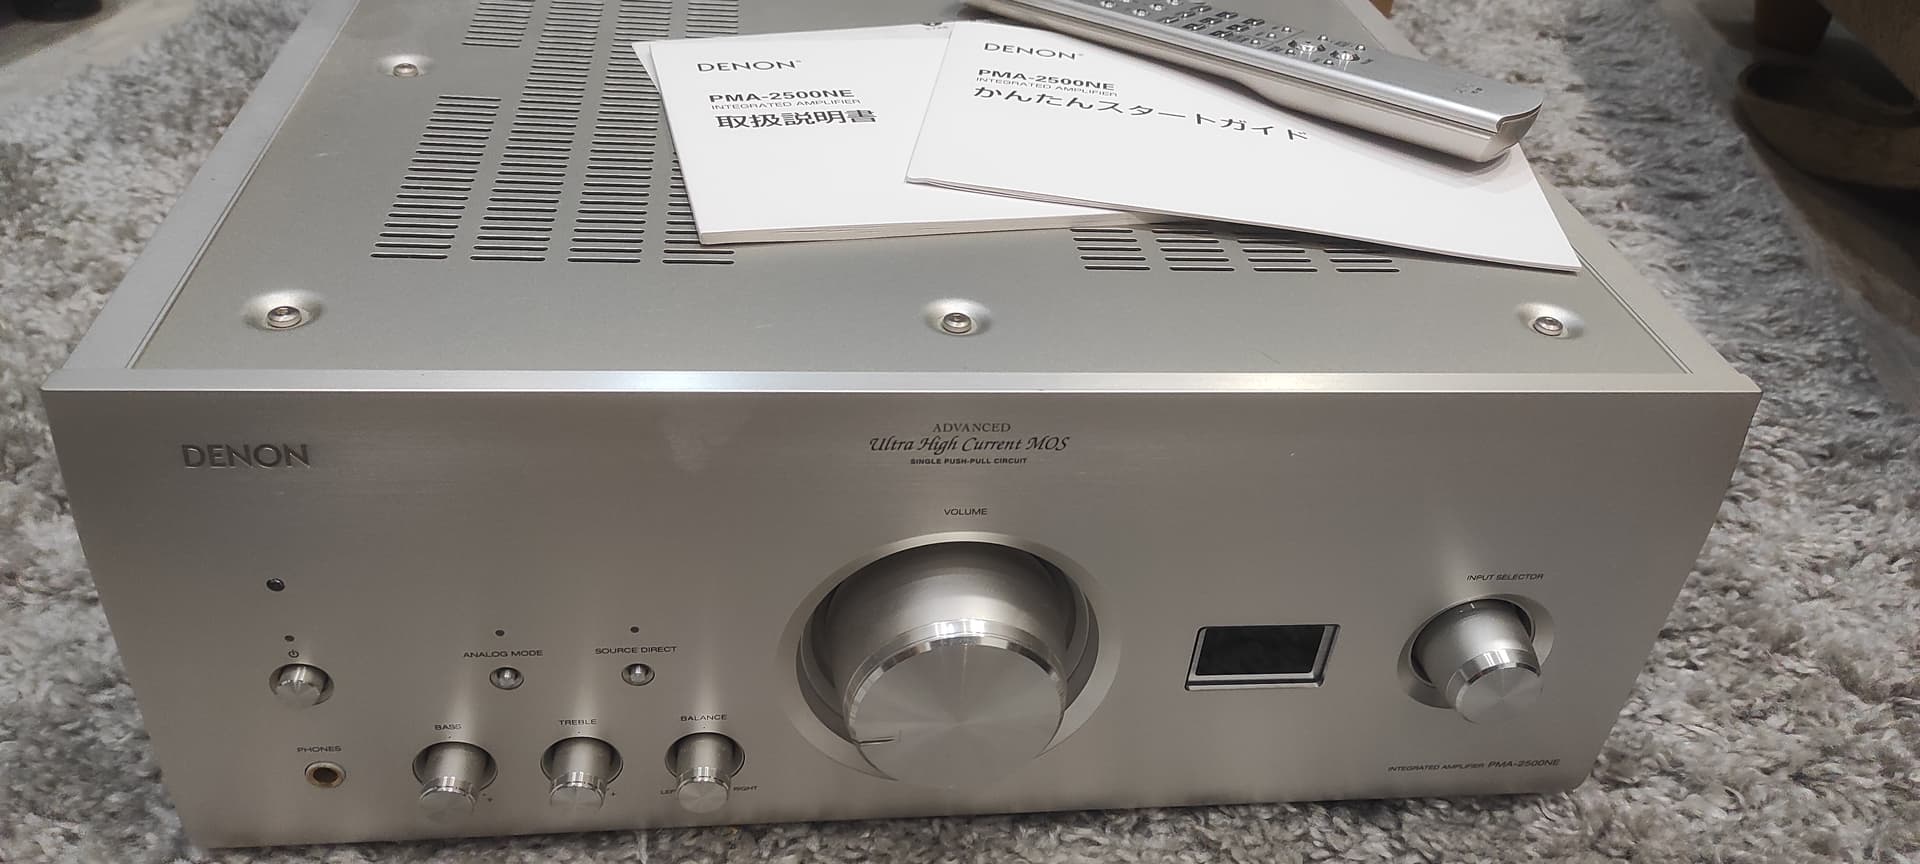 DENON
PMA-2500NE
INTEGRATED AMPLIFIER
取扱説明書
DENON
PMA-2500NE
INTEGRATED AMPLIFIER
かんたんスタートガイド
DENON
ADVANCED
Ultra High Current MOS
SINGLE PUSH-PULL CIRCUIT
VOLUME
INPUT SELECTOR
ANALOG MODE
SOURCE DIRECT
BASS
TREBLE
BALANCE
PHONES
LEFT
RIGHT
INTEGRATED AMPLIFIER PMA-2500NE